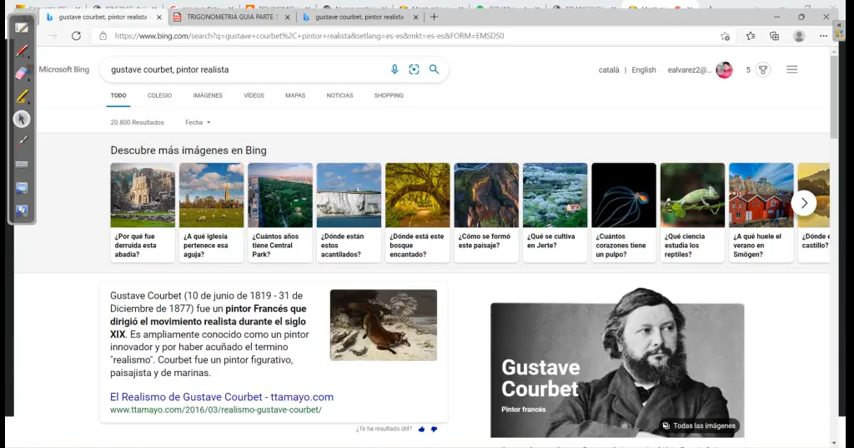 gustave courbet, pintor realista
TRIGONOMETRIA GUIA PARTE
gustave courbet, pintor realista
https://www.bing.com/search?q=gustave+courbet%2C+pintor+realista&setlang=es-es&mkt=es-es&FORM=EMSDS0
Microsoft Bing
gustave courbet, pintor realista
català | English
ealvarez2@...
5
TODO
COLEGIO
IMÁGENES
VÍDEOS
MAPAS
NOTICIAS
SHOPPING
20.800 Resultados
Fecha
Descubre más imágenes en Bing
¿Por qué fue
derruida esta
abadía?
¿A qué iglesia
pertenece esa
aguja?
¿Cuántos años
tiene Central
Park?
¿Dónde están
estos
acantilados?
¿Dónde está este
bosque
encantado?
¿Cómo se formó
este paisaje?
¿Qué se cultiva
en Jerte?
¿Cuántos
corazones tiene
un pulpo?
¿Qué ciencia
estudia los
reptiles?
¿A qué huele el
verano en
Smögen?
¿Dónde e
castillo?
Gustave Courbet (10 de junio de 1819 - 31 de
Diciembre de 1877) fue un pintor Francés que
dirigió el movimiento realista durante el siglo
XIX. Es ampliamente conocido como un pintor
innovador y por haber acuñado el termino
"realismo". Courbet fue un pintor figurativo,
paisajista y de marinas.
El Realismo de Gustave Courbet - ttamayo.com
www.ttamayo.com/2016/03/realismo-gustave-courbet/
¿Te ha resultado útil?
Gustave
Courbet
Pintor francés
Todas las imágenes